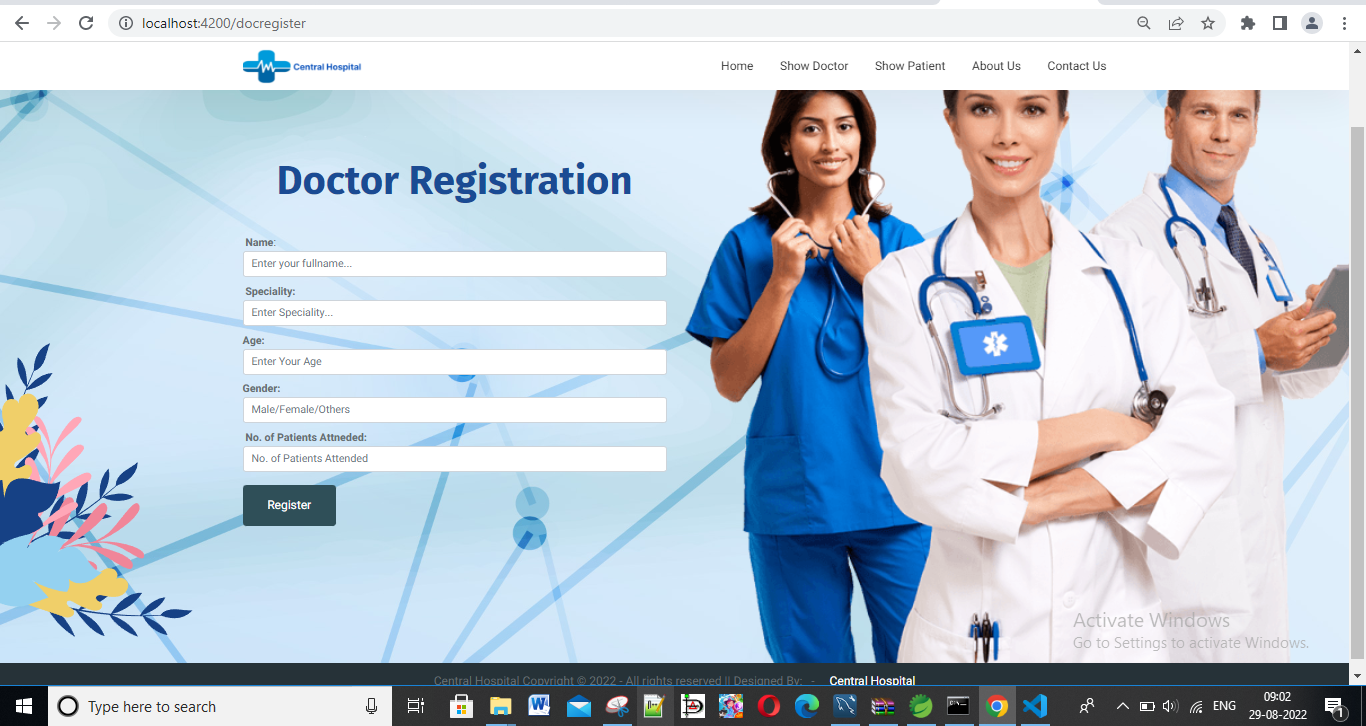 localhost:4200/docregister
Central Hospital
Home Show Doctor Show Patient About Us Contact Us
Doctor Registration
Name:
Enter your fullname...
Speciality:
Enter Speciality...
Age:
Enter Your Age
Gender:
Male/Female/Others
No. of Patients Attneded:
No. of Patients Attended
Register
Activate Windows
Go to Settings to activate Windows.
Central Hospital Copyright © 2022 - All rights reserved || Designed By: - Central Hospital
Type here to search
ENG
09:02
29-08-2022
1